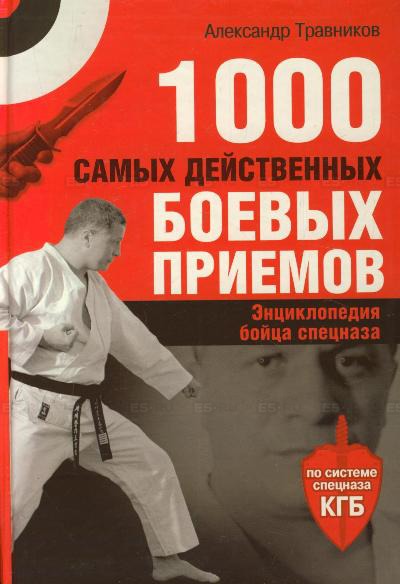 Александр Травников
1000
САМЫХ ДЕЙСТВЕННЫХ
БОЕВЫХ
ПРИЕМОВ
Энциклопедия
бойца спецназа
по системе
спецназа
КГБ